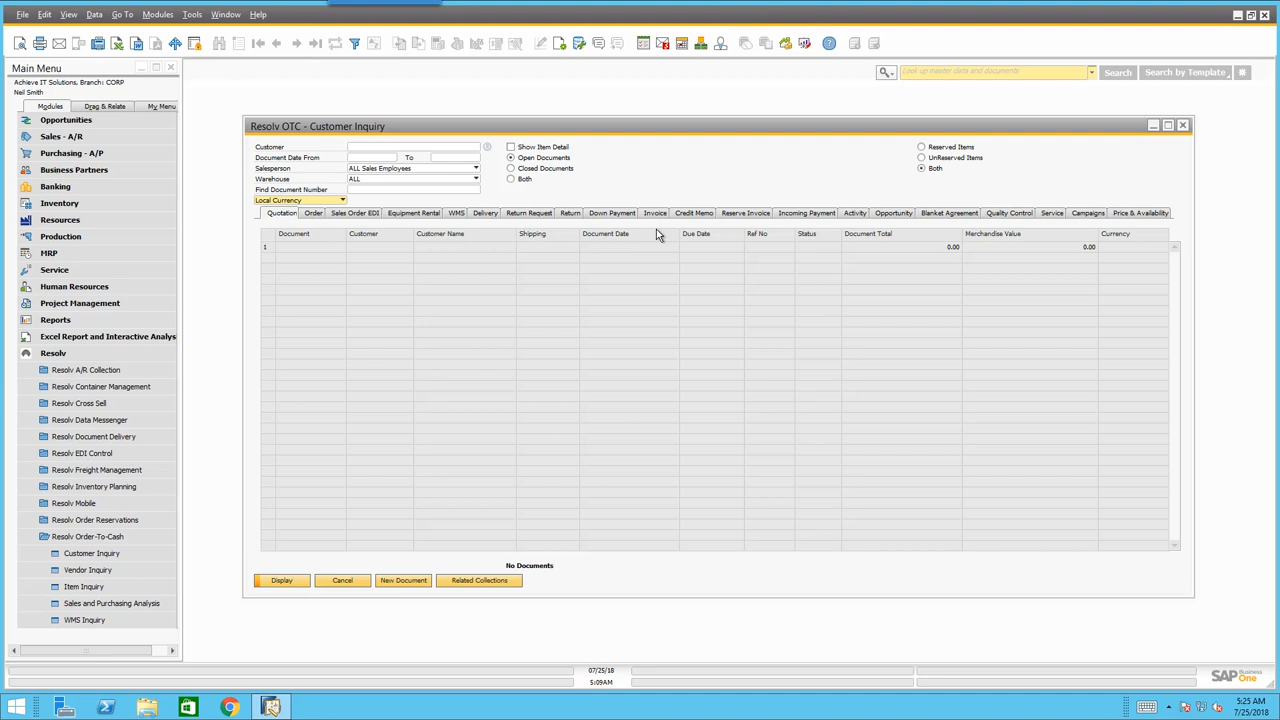 File Edit View Data Go To Modules Tools Window Help
Main Menu
Achieve IT Solutions, Branch: CORP
Neil Smith
Modules Drag & Relate My Menu
Look up master data and documents Search Search by Template
Opportunities
Sales - A/R
Purchasing - A/P
Business Partners
Banking
Inventory
Resources
Production
MRP
Service
Human Resources
Project Management
Reports
Excel Report and Interactive Analys
Resolv
Resolv A/R Collection
Resolv Container Management
Resolv Cross Sell
Resolv Data Messenger
Resolv Document Delivery
Resolv EDI Control
Resolv Freight Management
Resolv Inventory Planning
Resolv Mobile
Resolv Order Reservations
Resolv Order-To-Cash
Customer Inquiry
Vendor Inquiry
Item Inquiry
Sales and Purchasing Analysis
WMS Inquiry
Resolv OTC - Customer Inquiry
Customer Show Item Detail Reserved Items
Document Date From To Open Documents UnReserved Items
Salesperson ALL Sales Employees Closed Documents Both
Warehouse ALL Both
Find Document Number
Local Currency
Quotation Order Sales Order EDI Equipment Rental WMS Delivery Return Request Return Down Payment Invoice Credit Memo Reserve Invoice Incoming Payment Activity Opportunity Blanket Agreement Quality Control Service Campaigns Price & Availability
Document Customer Customer Name Shipping Document Date Due Date Ref No Status Document Total Merchandise Value Currency
1 0.00 0.00
No Documents
Display Cancel New Document Related Collections
07/25/18
5:09AM
SAP Business One
5:25 AM
7/25/2018